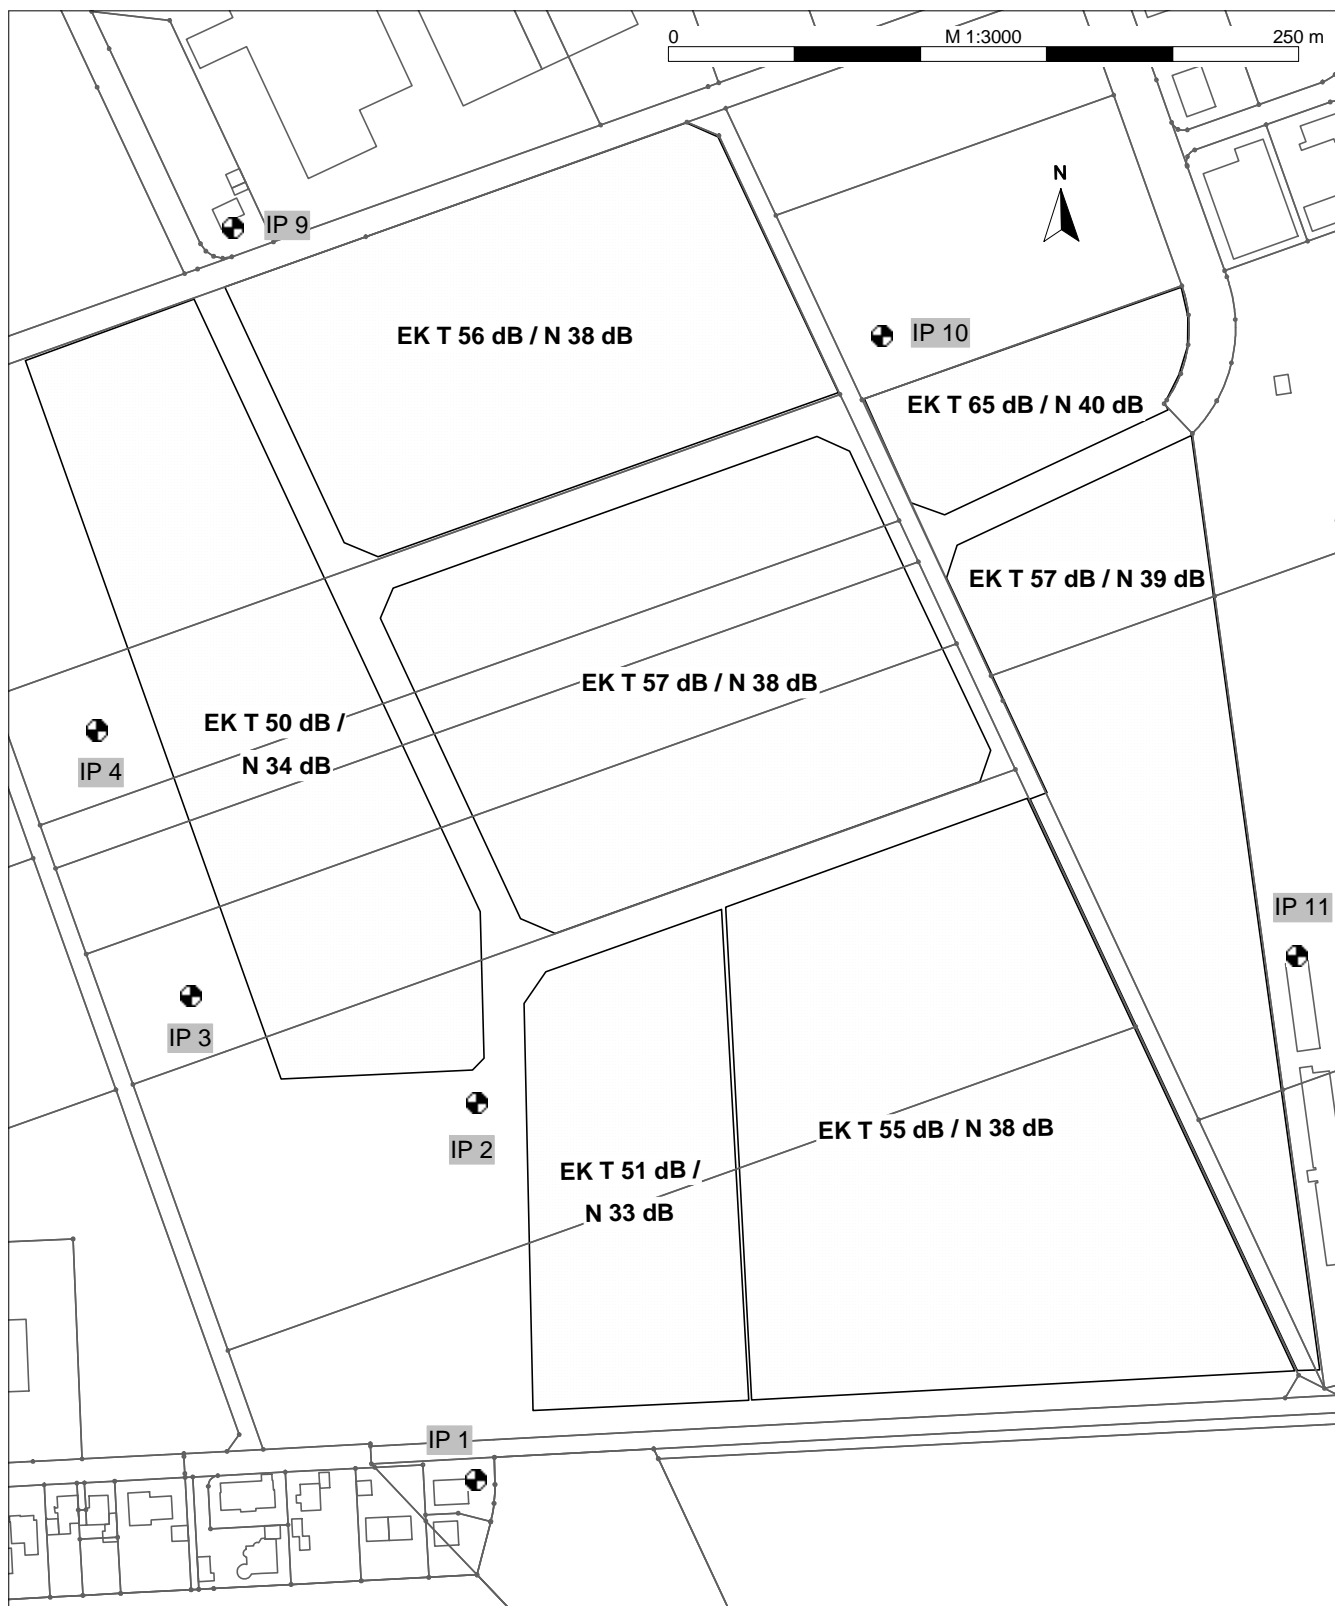 0 M 1:3000 250 m
N
IP 9
EK T 56 dB / N 38 dB
IP 10
EK T 65 dB / N 40 dB
EK T 57 dB / N 39 dB
EK T 57 dB / N 38 dB
EK T 50 dB /
N 34 dB
IP 4
IP 11
IP 3
EK T 55 dB / N 38 dB
IP 2
EK T 51 dB /
N 33 dB
IP 1